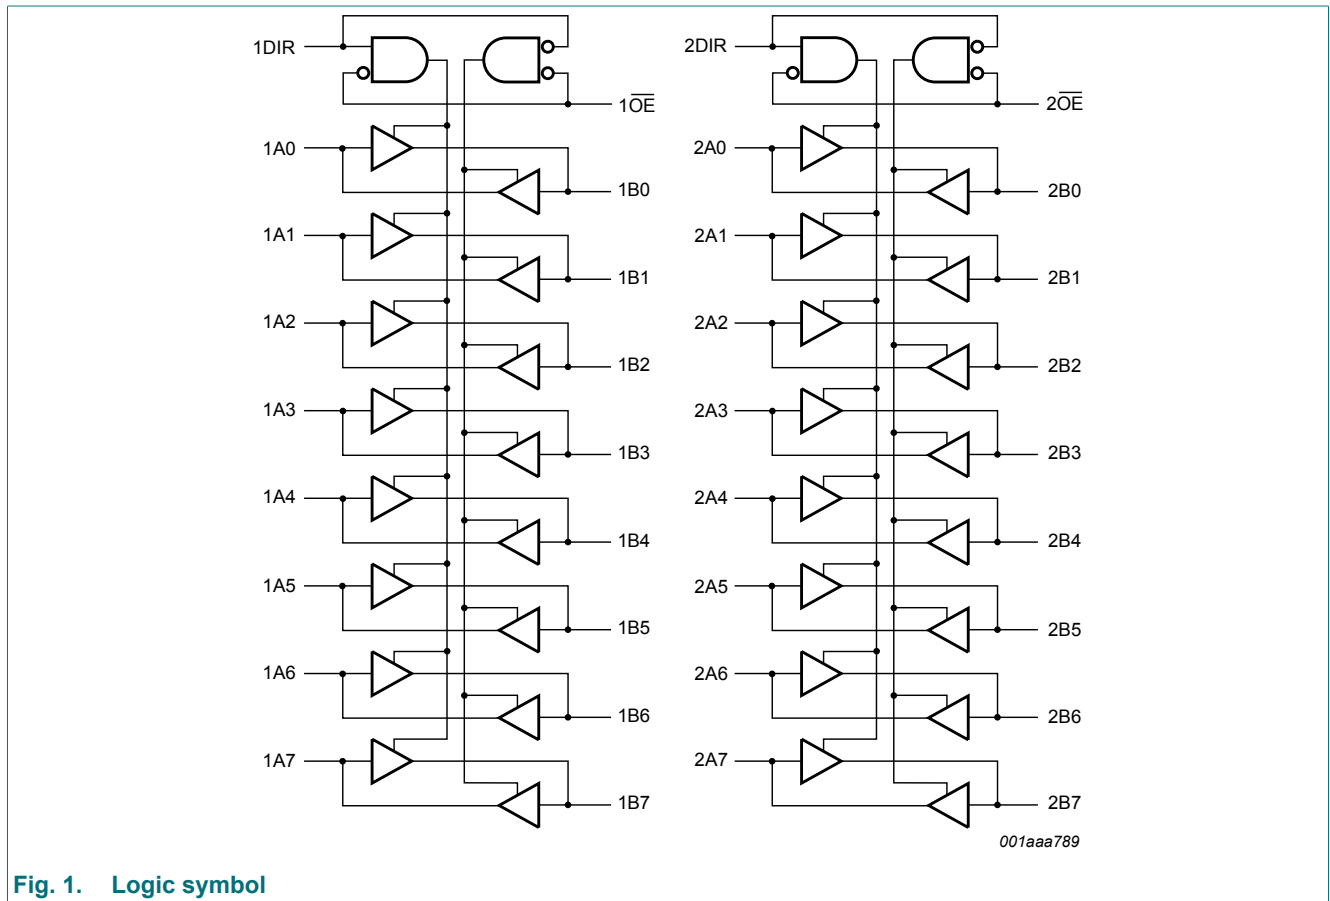 1DIR
1O̅E̅
1A0
1B0
1A1
1B1
1A2
1B2
1A3
1B3
1A4
1B4
1A5
1B5
1A6
1B6
1A7
1B7
2DIR
2O̅E̅
2A0
2B0
2A1
2B1
2A2
2B2
2A3
2B3
2A4
2B4
2A5
2B5
2A6
2B6
2A7
2B7
001aaa789
Fig. 1. Logic symbol